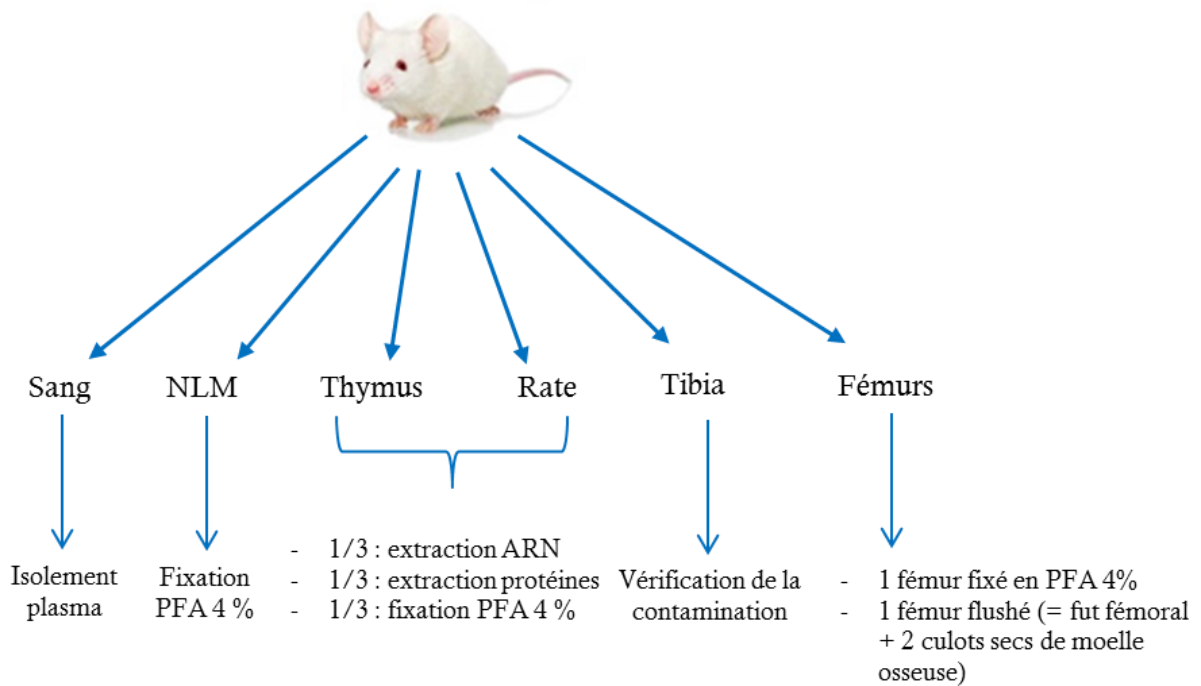 Sang
NLM
Thymus
Rate
Tibia
Fémurs
Isolement
plasma
Fixation
PFA 4 %
- 1/3 : extraction ARN
- 1/3 : extraction protéines
- 1/3 : fixation PFA 4 %
Vérification de la
contamination
- 1 fémur fixé en PFA 4%
- 1 fémur flushé (= fut fémoral
+ 2 culots secs de moelle
osseuse)